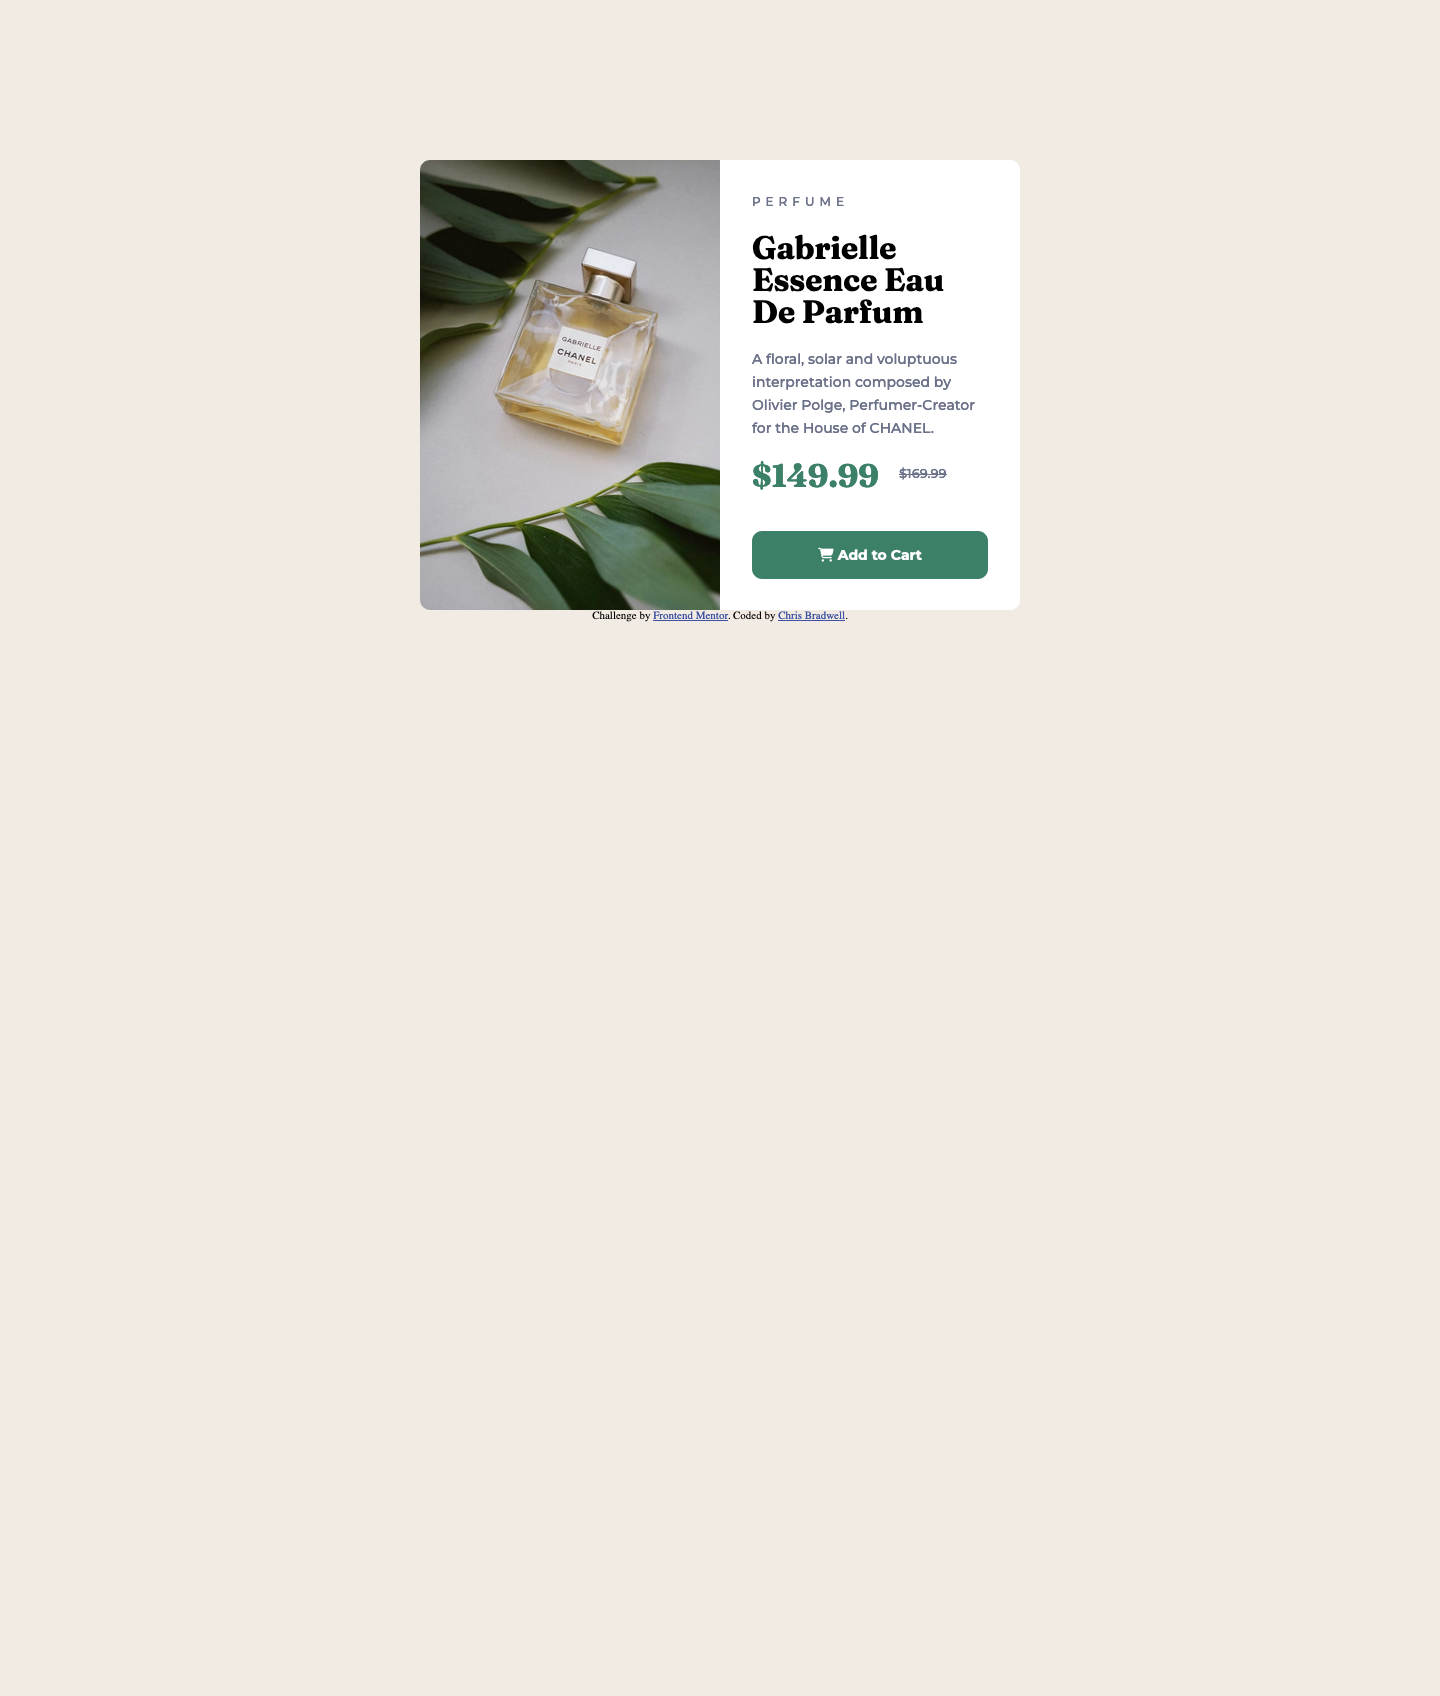 GABRIELLE
CHANEL
PARIS
PERFUME
Gabrielle
Essence Eau
De Parfum
A floral, solar and voluptuous
interpretation composed by
Olivier Polge, Perfumer-Creator
for the House of CHANEL.
$149.99 $169.99
Add to Cart
Challenge by Frontend Mentor. Coded by Chris Bradwell.